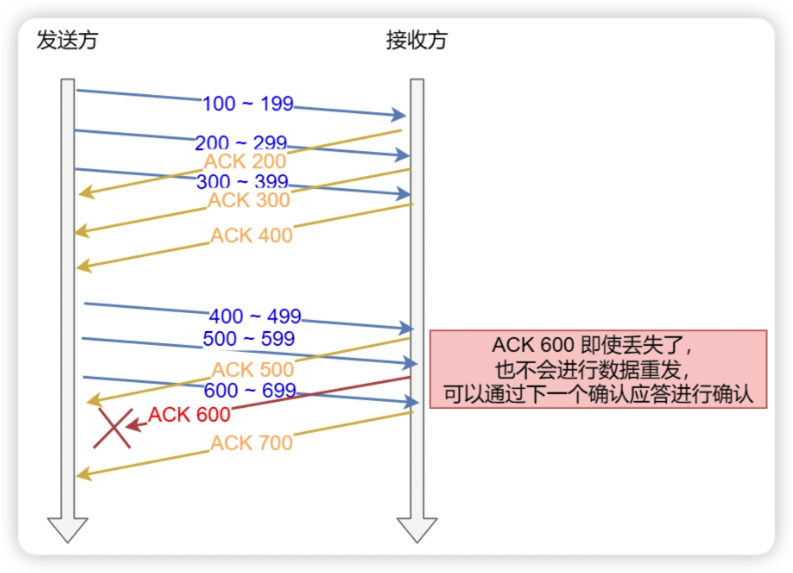 发送方
接收方
100 ~ 199
200 ~ 299
ACK 200
300 ~ 399
ACK 300
ACK 400
400 ~ 499
500 ~ 599
ACK 500
600 ~ 699
ACK 600
ACK 700
ACK 600 即使丢失了，
也不会进行数据重发，
可以通过下一个确认应答进行确认